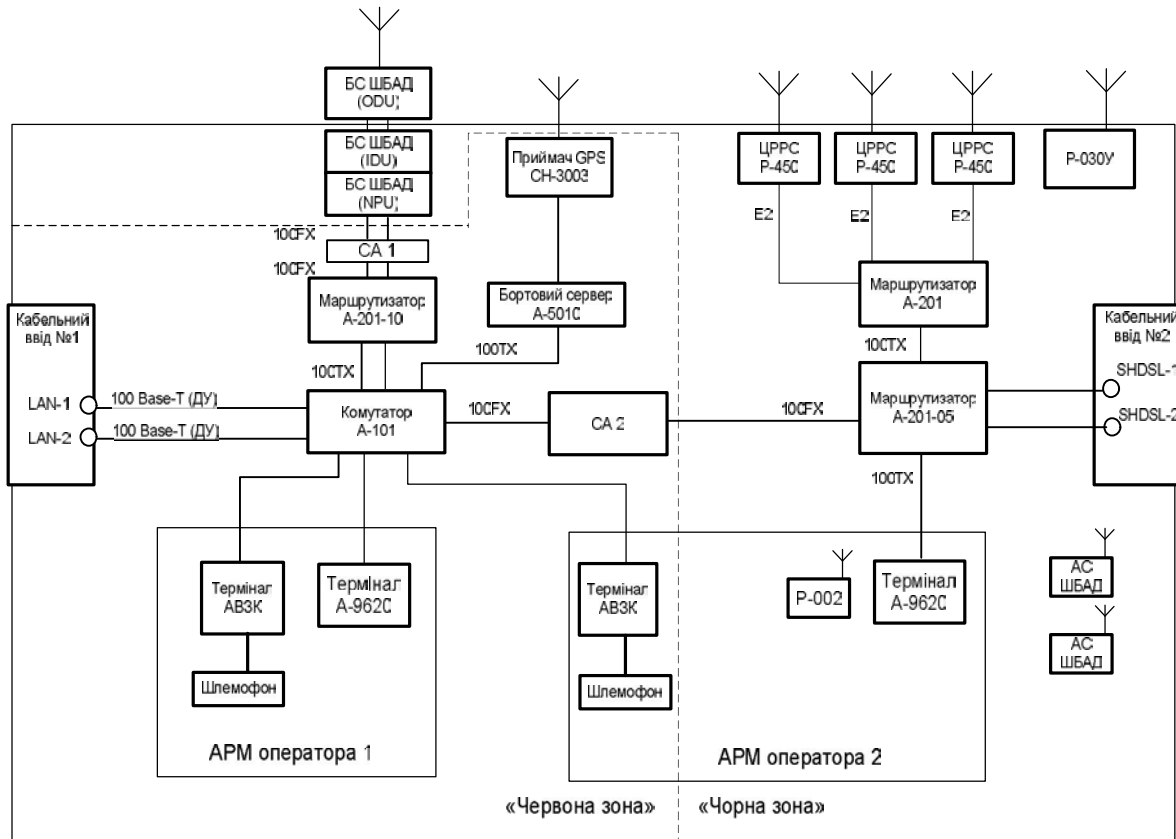 БС ШБАД
(ODU)
БС ШБАД
(IDU)
БС ШБАД
(NPU)
Приймач GPS
СН-3003
ЦРРС
Р-450
ЦРРС
Р-450
ЦРРС
Р-450
Р-030У
E2
E2
E2
100FX
СА 1
100FX
Маршрутизатор
А-201-10
Бортовий сервер
А-5010
Маршрутизатор
А-201
Кабельний
ввід №1
Кабельний
ввід №2
100TX
100TX
100TX
LAN-1
100 Base-T (ДУ)
LAN-2
100 Base-T (ДУ)
Комутатор
А-101
100FX
СА 2
100FX
Маршрутизатор
А-201-05
SHDSL-1
SHDSL-2
100TX
Термінал
АВЗК
Термінал
А-9620
Шлемофон
АРМ оператора 1
Термінал
АВЗК
Шлемофон
Р-002
Термінал
А-9620
АРМ оператора 2
АС
ШБАД
АС
ШБАД
«Червона зона»
«Чорна зона»